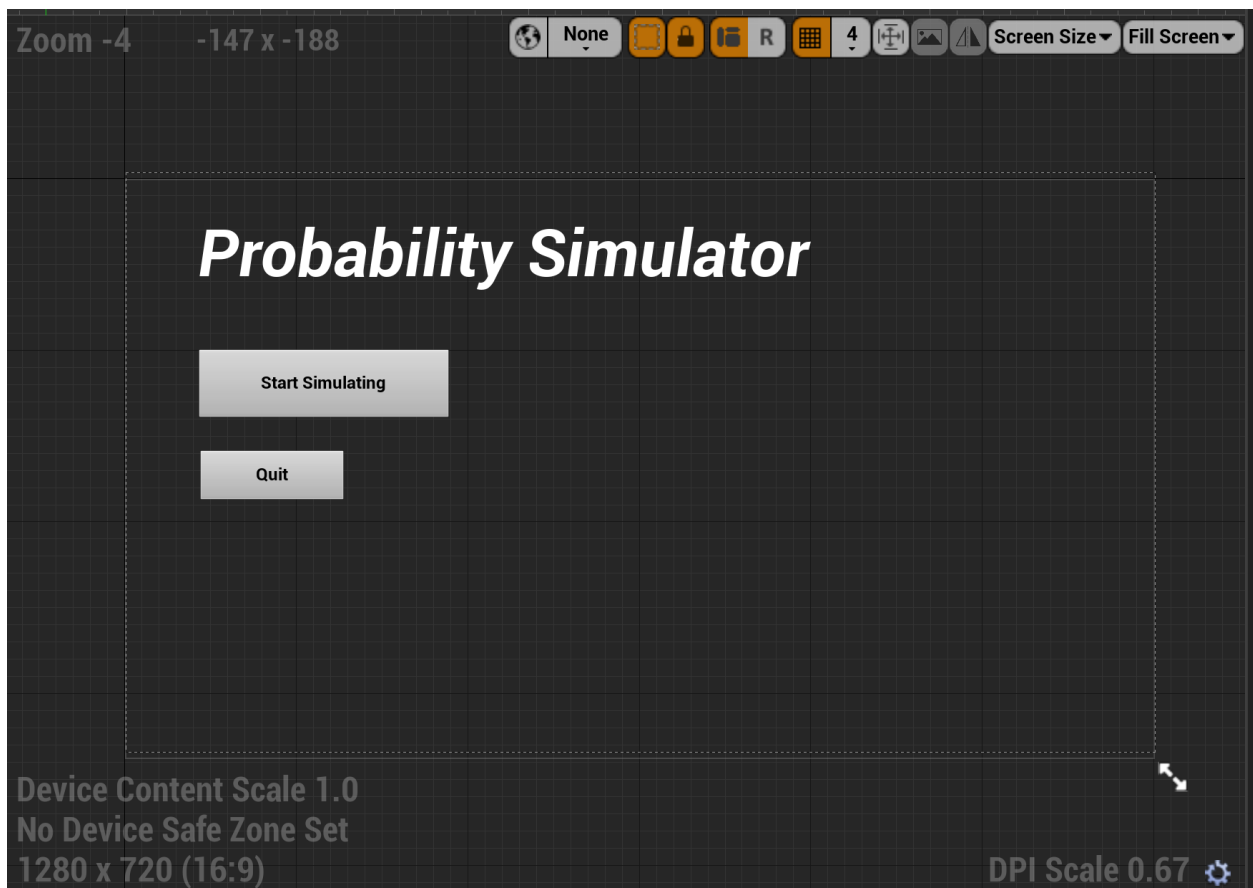 Zoom -4 -147 x -188 None R 4 Screen Size Fill Screen
Probability Simulator
Start Simulating
Quit
Device Content Scale 1.0
No Device Safe Zone Set
1280 x 720 (16:9) DPI Scale 0.67